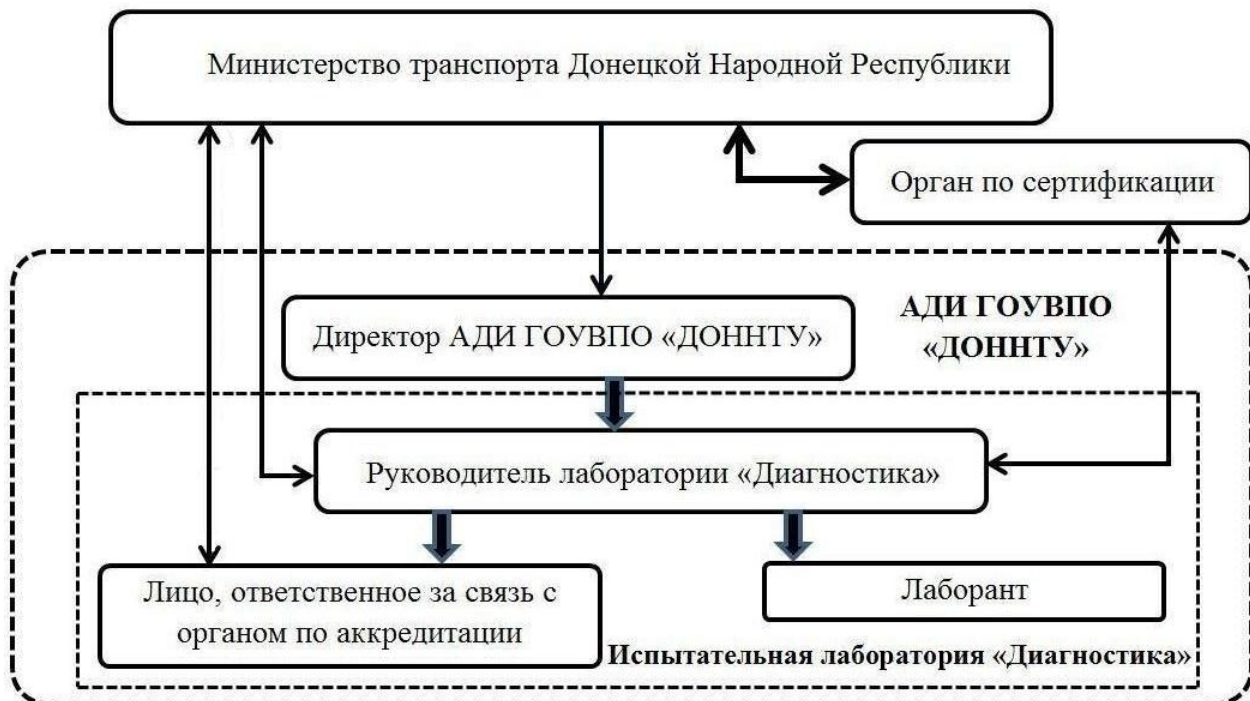 Министерство транспорта Донецкой Народной Республики
Орган по сертификации
АДИ ГОУВПО
«ДОННТУ»
Директор АДИ ГОУВПО «ДОННТУ»
Руководитель лаборатории «Диагностика»
Лицо, ответственное за связь с
органом по аккредитации
Лаборант
Испытательная лаборатория «Диагностика»